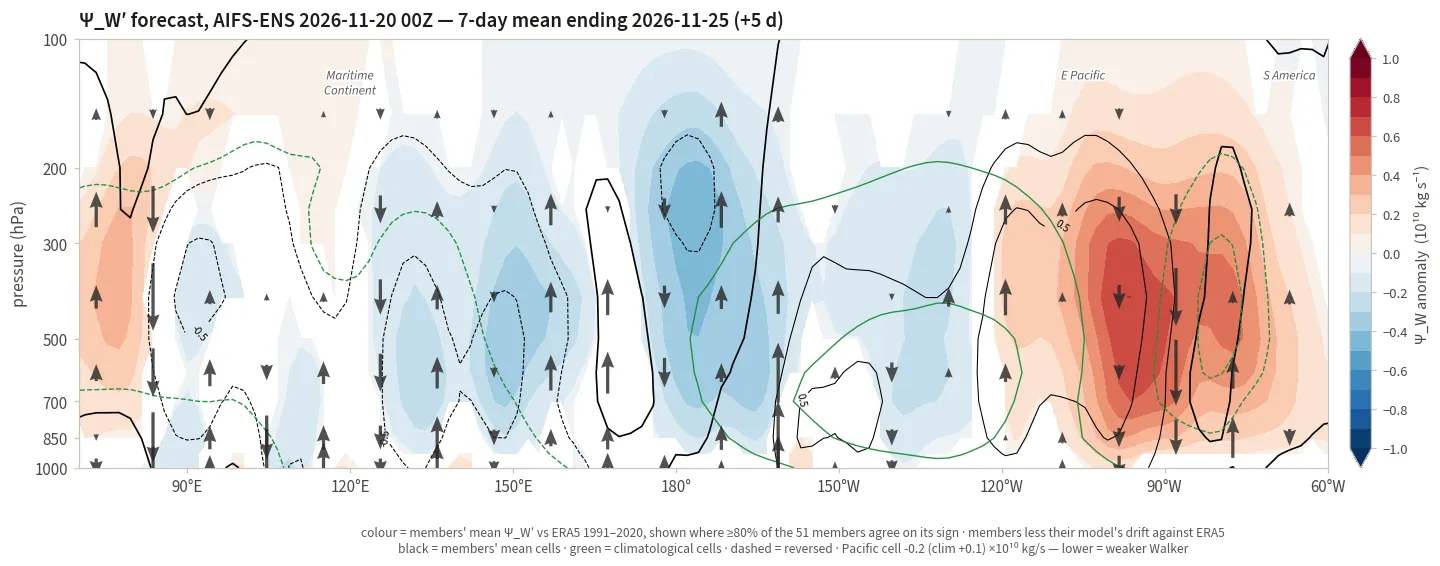 Ψ_W′ forecast, AIFS-ENS 2026-11-20 00Z — 7-day mean ending 2026-11-25 (+5 d)
100
200
300
400
500
700
850
1000
pressure (hPa)
Maritime
Continent
E Pacific
S America
-0.5
0.5
0.5
90°E
120°E
150°E
180°
150°W
120°W
90°W
60°W
1.0
0.8
0.6
0.4
0.2
0.0
−0.2
−0.4
−0.6
−0.8
−1.0
Ψ_W anomaly (10¹⁰ kg s⁻¹)
colour = members' mean Ψ_W′ vs ERA5 1991–2020, shown where ≥80% of the 51 members agree on its sign · members less their model's drift against ERA5
black = members' mean cells · green = climatological cells · dashed = reversed · Pacific cell -0.2 (clim +0.1) ×10¹⁰ kg/s — lower = weaker Walker